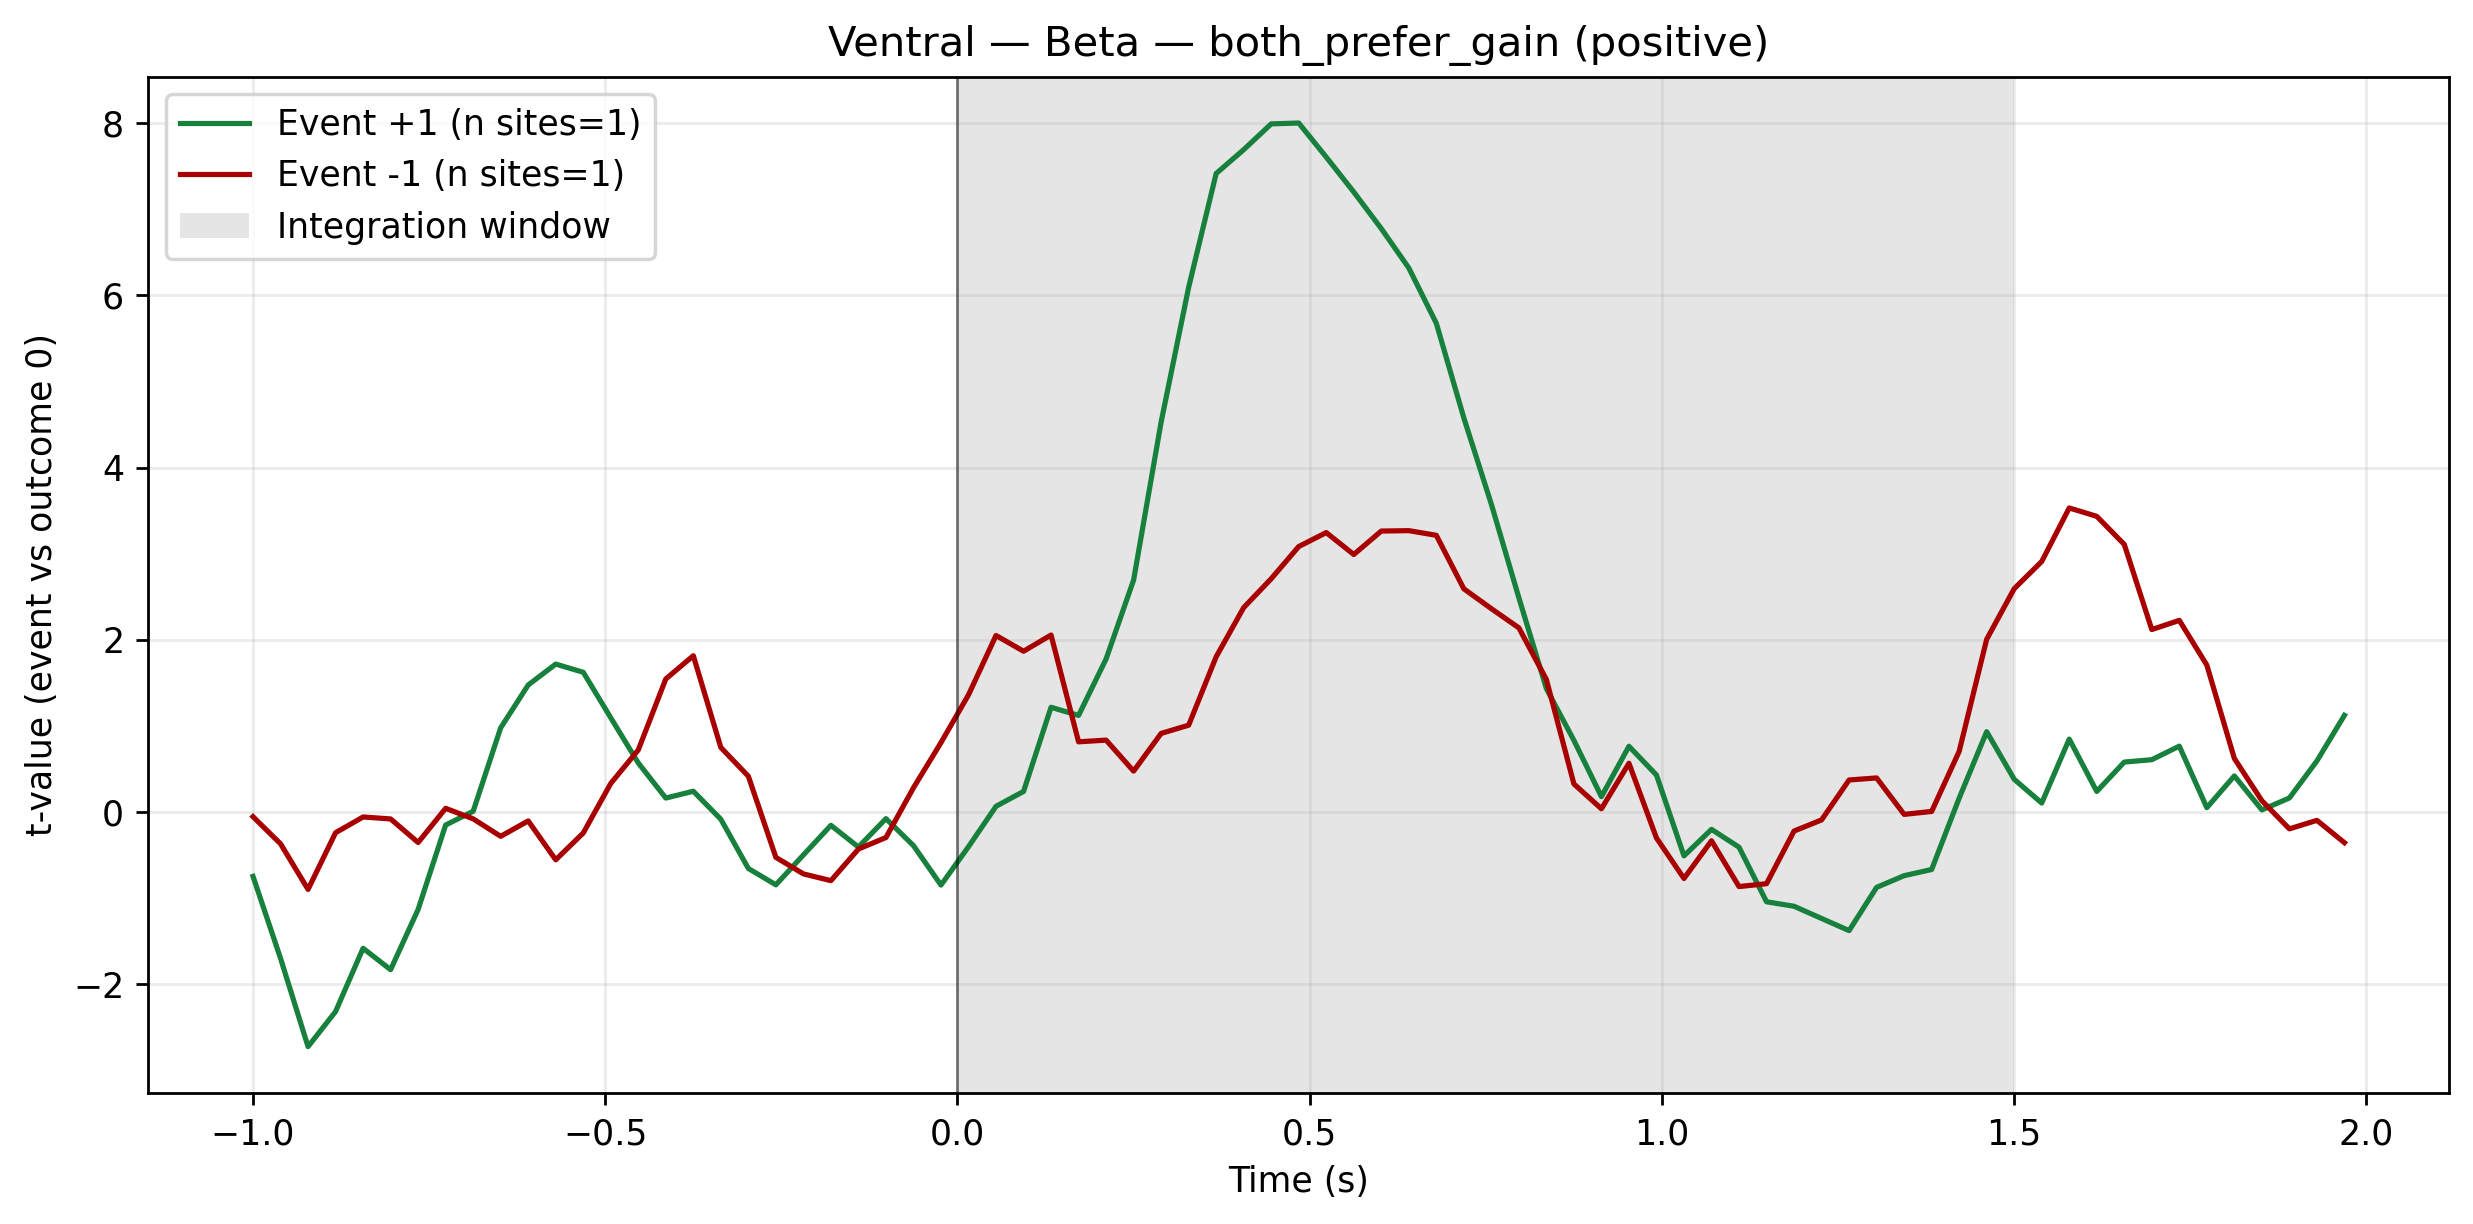 Ventral — Beta — both_prefer_gain (positive)
Event +1 (n sites=1)
Event -1 (n sites=1)
Integration window
t-value (event vs outcome 0)
8
6
4
2
0
−2
−1.0
−0.5
0.0
0.5
1.0
1.5
2.0
Time (s)